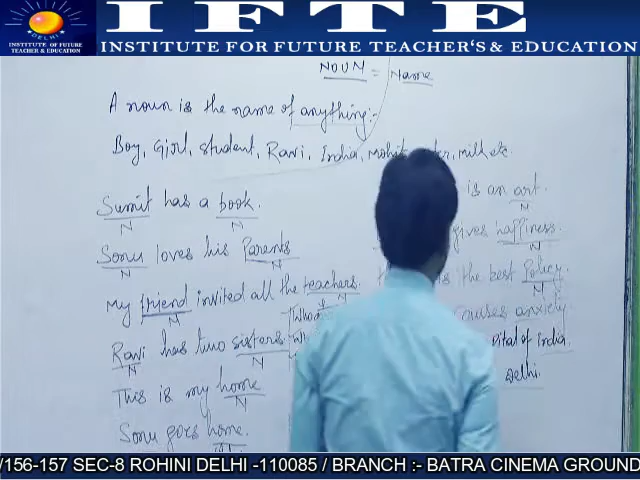 IFTE
INSTITUTE FOR FUTURE TEACHER'S & EDUCATION
DELHI
INSTITUTE OF FUTURE
TEACHER & EDUCATION
NOUN = Name
A noun is the name of anything:-
Boy, Girl, student, Ravi, India, milk etc.
Sumit has a book.
N N
Sonu loves his Parents
N N
My friend invited all the teachers.
N N
Ravi has two sisters.
N N
This is my home
N
Sonu goes home.
is an art.
N
gives happiness.
N
the best Policy.
N
causes anxiety
of India.
Delhi.
/156-157 SEC-8 ROHINI DELHI -110085 / BRANCH :- BATRA CINEMA GROUND